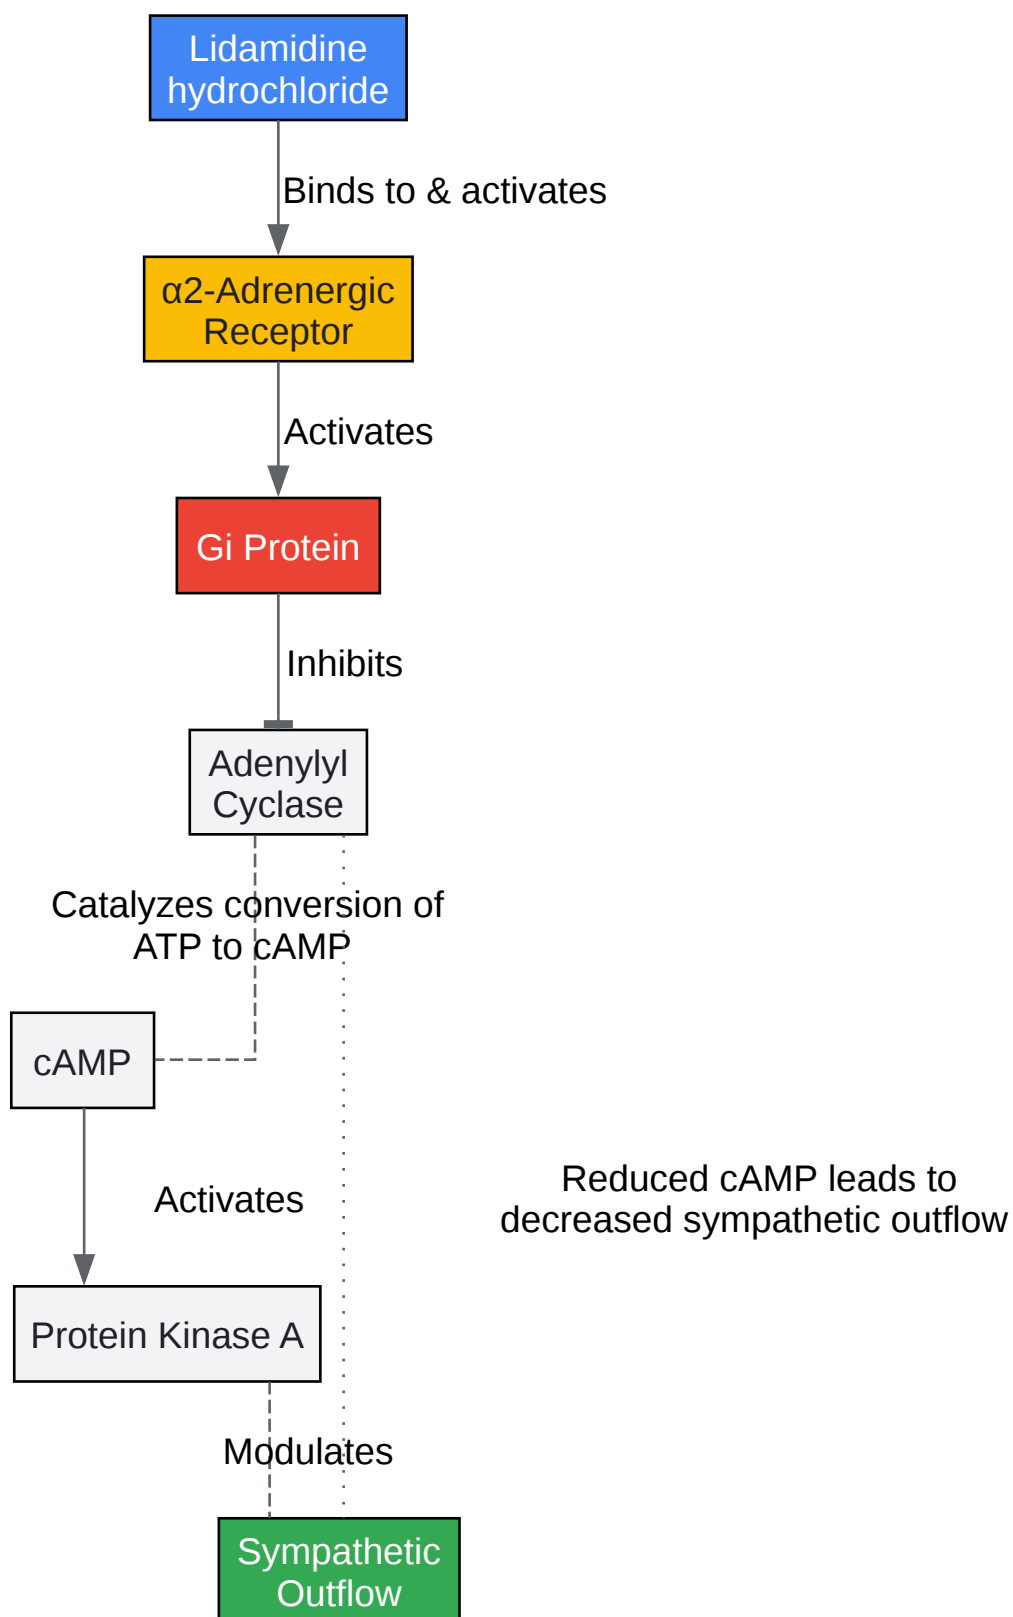 Lidamidine
hydrochloride
Binds to & activates
α2-Adrenergic
Receptor
Activates
Gi Protein
Inhibits
Adenylyl
Cyclase
Catalyzes conversion of
ATP to cAMP
cAMP
Activates
Reduced cAMP leads to
decreased sympathetic outflow
Protein Kinase A
Modulates
Sympathetic
Outflow